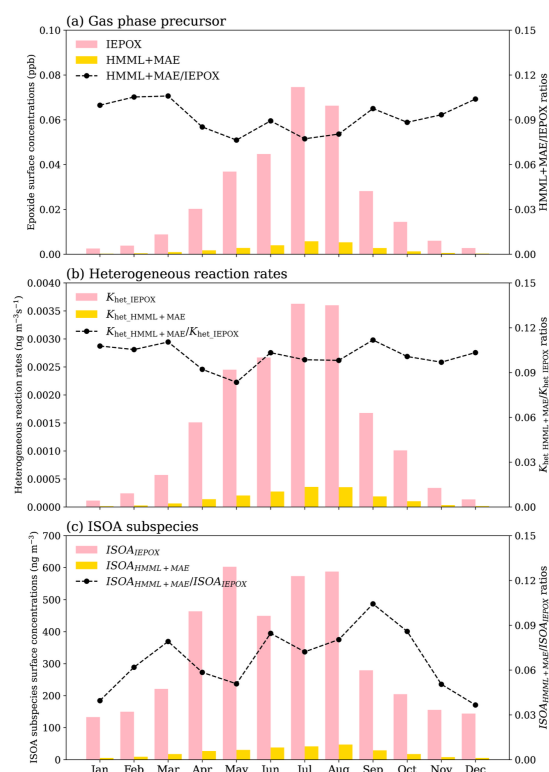 (a) Gas phase precursor
IEPOX
HMML+MAE
HMML+MAE/IEPOX
0.10
0.08
0.06
0.04
0.02
0.00
Epoxide surface concentrations (ppb)
0.15
0.12
0.09
0.06
0.03
0.00
HMML+MAE/IEPOX ratios
(b) Heterogeneous reaction rates
K_het_IEPOX
K_het_HMML+MAE
K_het_HMML+MAE/K_het_IEPOX
0.0040
0.0035
0.0030
0.0025
0.0020
0.0015
0.0010
0.0005
0.0000
Heterogeneous reaction rates (ng m⁻³s⁻¹)
0.15
0.12
0.09
0.06
0.03
0.00
K_het_HMML+MAE/K_het_IEPOX ratios
(c) ISOA subspecies
ISOA_IEPOX
ISOA_HMML+MAE
ISOA_HMML+MAE/ISOA_IEPOX
700
600
500
400
300
200
100
0
ISOA subspecies surface concentrations (ng m⁻³)
0.15
0.12
0.09
0.06
0.03
0.00
ISOA_HMML+MAE/ISOA_IEPOX ratios
Jan Feb Mar Apr May Jun Jul Aug Sep Oct Nov Dec